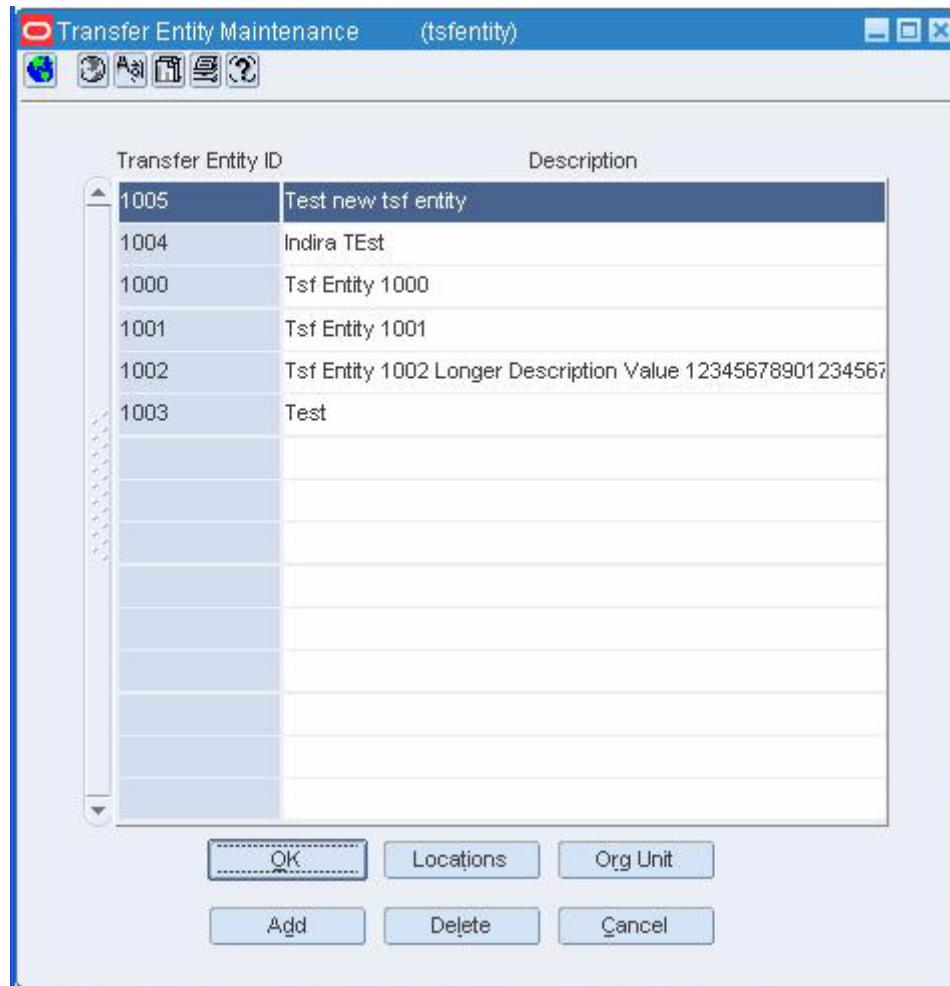 Transfer Entity Maintenance (tsfentity)
Transfer Entity ID Description
1005 Test new tsf entity
1004 Indira TEst
1000 Tsf Entity 1000
1001 Tsf Entity 1001
1002 Tsf Entity 1002 Longer Description Value 12345678901234567
1003 Test
OK Locations Org Unit
Add Delete Cancel